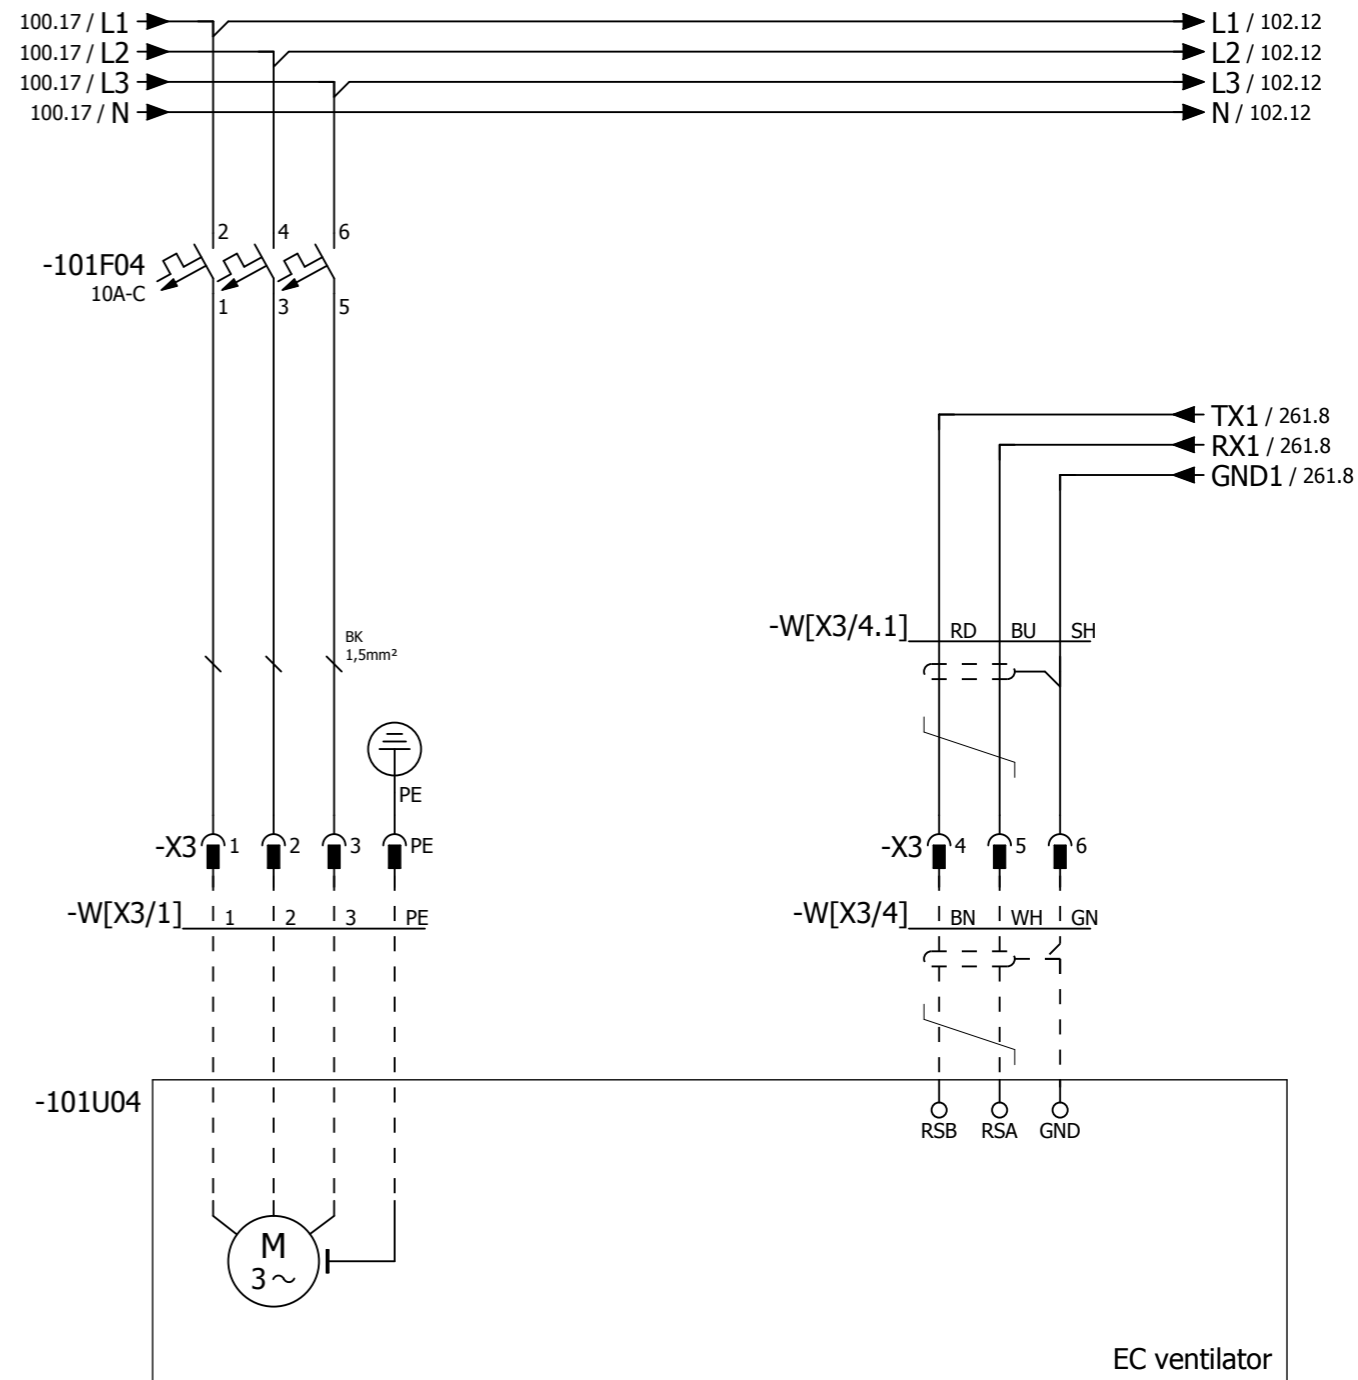 100.17 / L1
L1 / 102.12
100.17 / L2
L2 / 102.12
100.17 / L3
L3 / 102.12
100.17 / N
N / 102.12
2 4 6
-101F04
10A-C
1 3 5
TX1 / 261.8
RX1 / 261.8
GND1 / 261.8
-W[X3/4.1] RD BU SH
BK
1,5mm²
PE
-X3 1 2 3 PE
-X3 4 5 6
-W[X3/1] 1 2 3 PE
-W[X3/4] BN WH GN
-101U04
RSB RSA GND
M
3~
EC ventilator